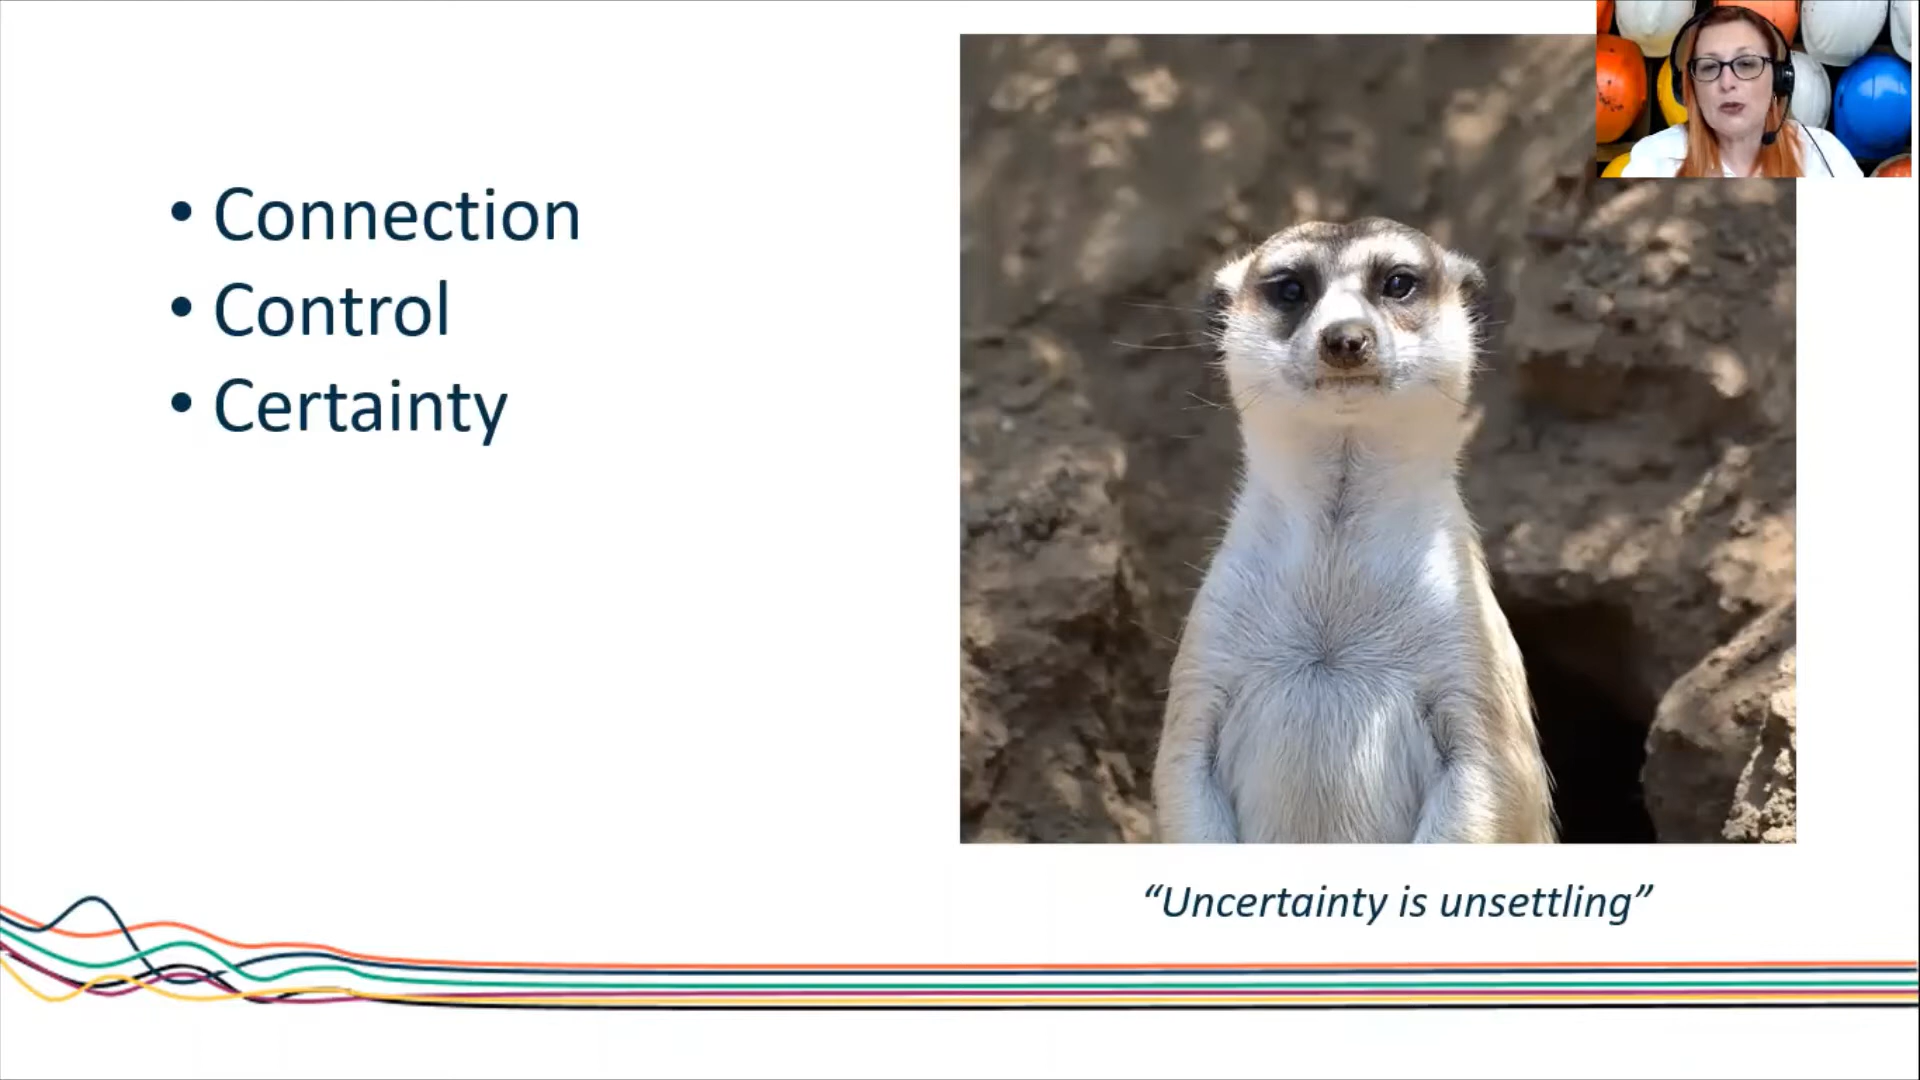 • Connection
• Control
• Certainty
“Uncertainty is unsettling”